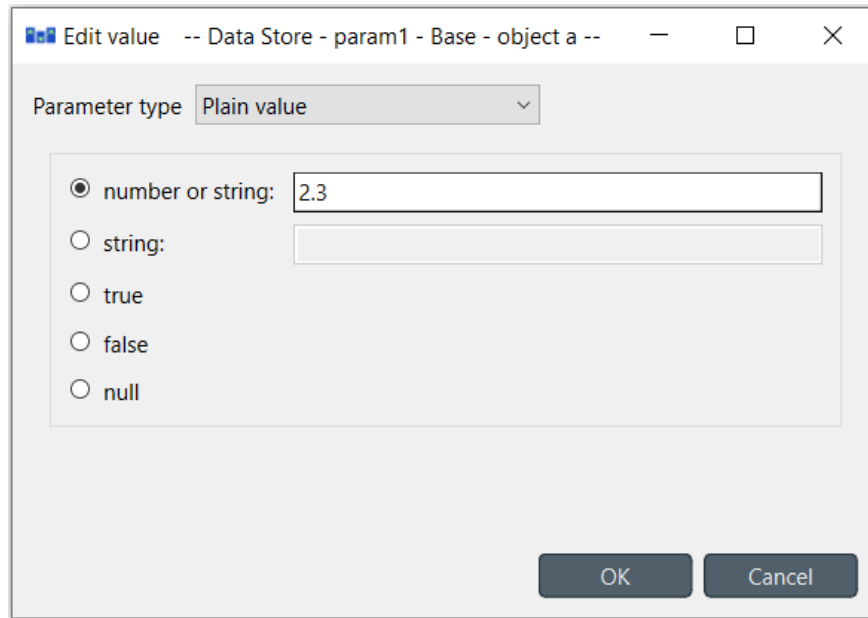 Edit value -- Data Store - param1 - Base - object a --
Parameter type Plain value
number or string: 2.3
string:
true
false
null
OK Cancel